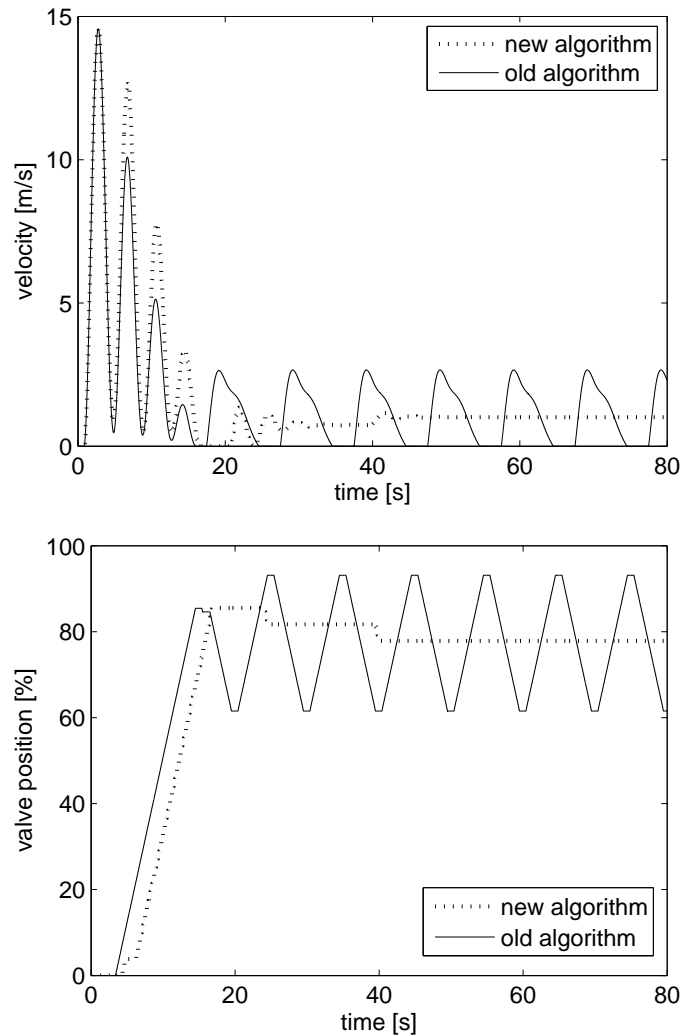 15
10
5
0
velocity [m/s]
new algorithm
old algorithm
0 20 40 60 80
time [s]
100
80
60
40
20
0
valve position [%]
new algorithm
old algorithm
0 20 40 60 80
time [s]